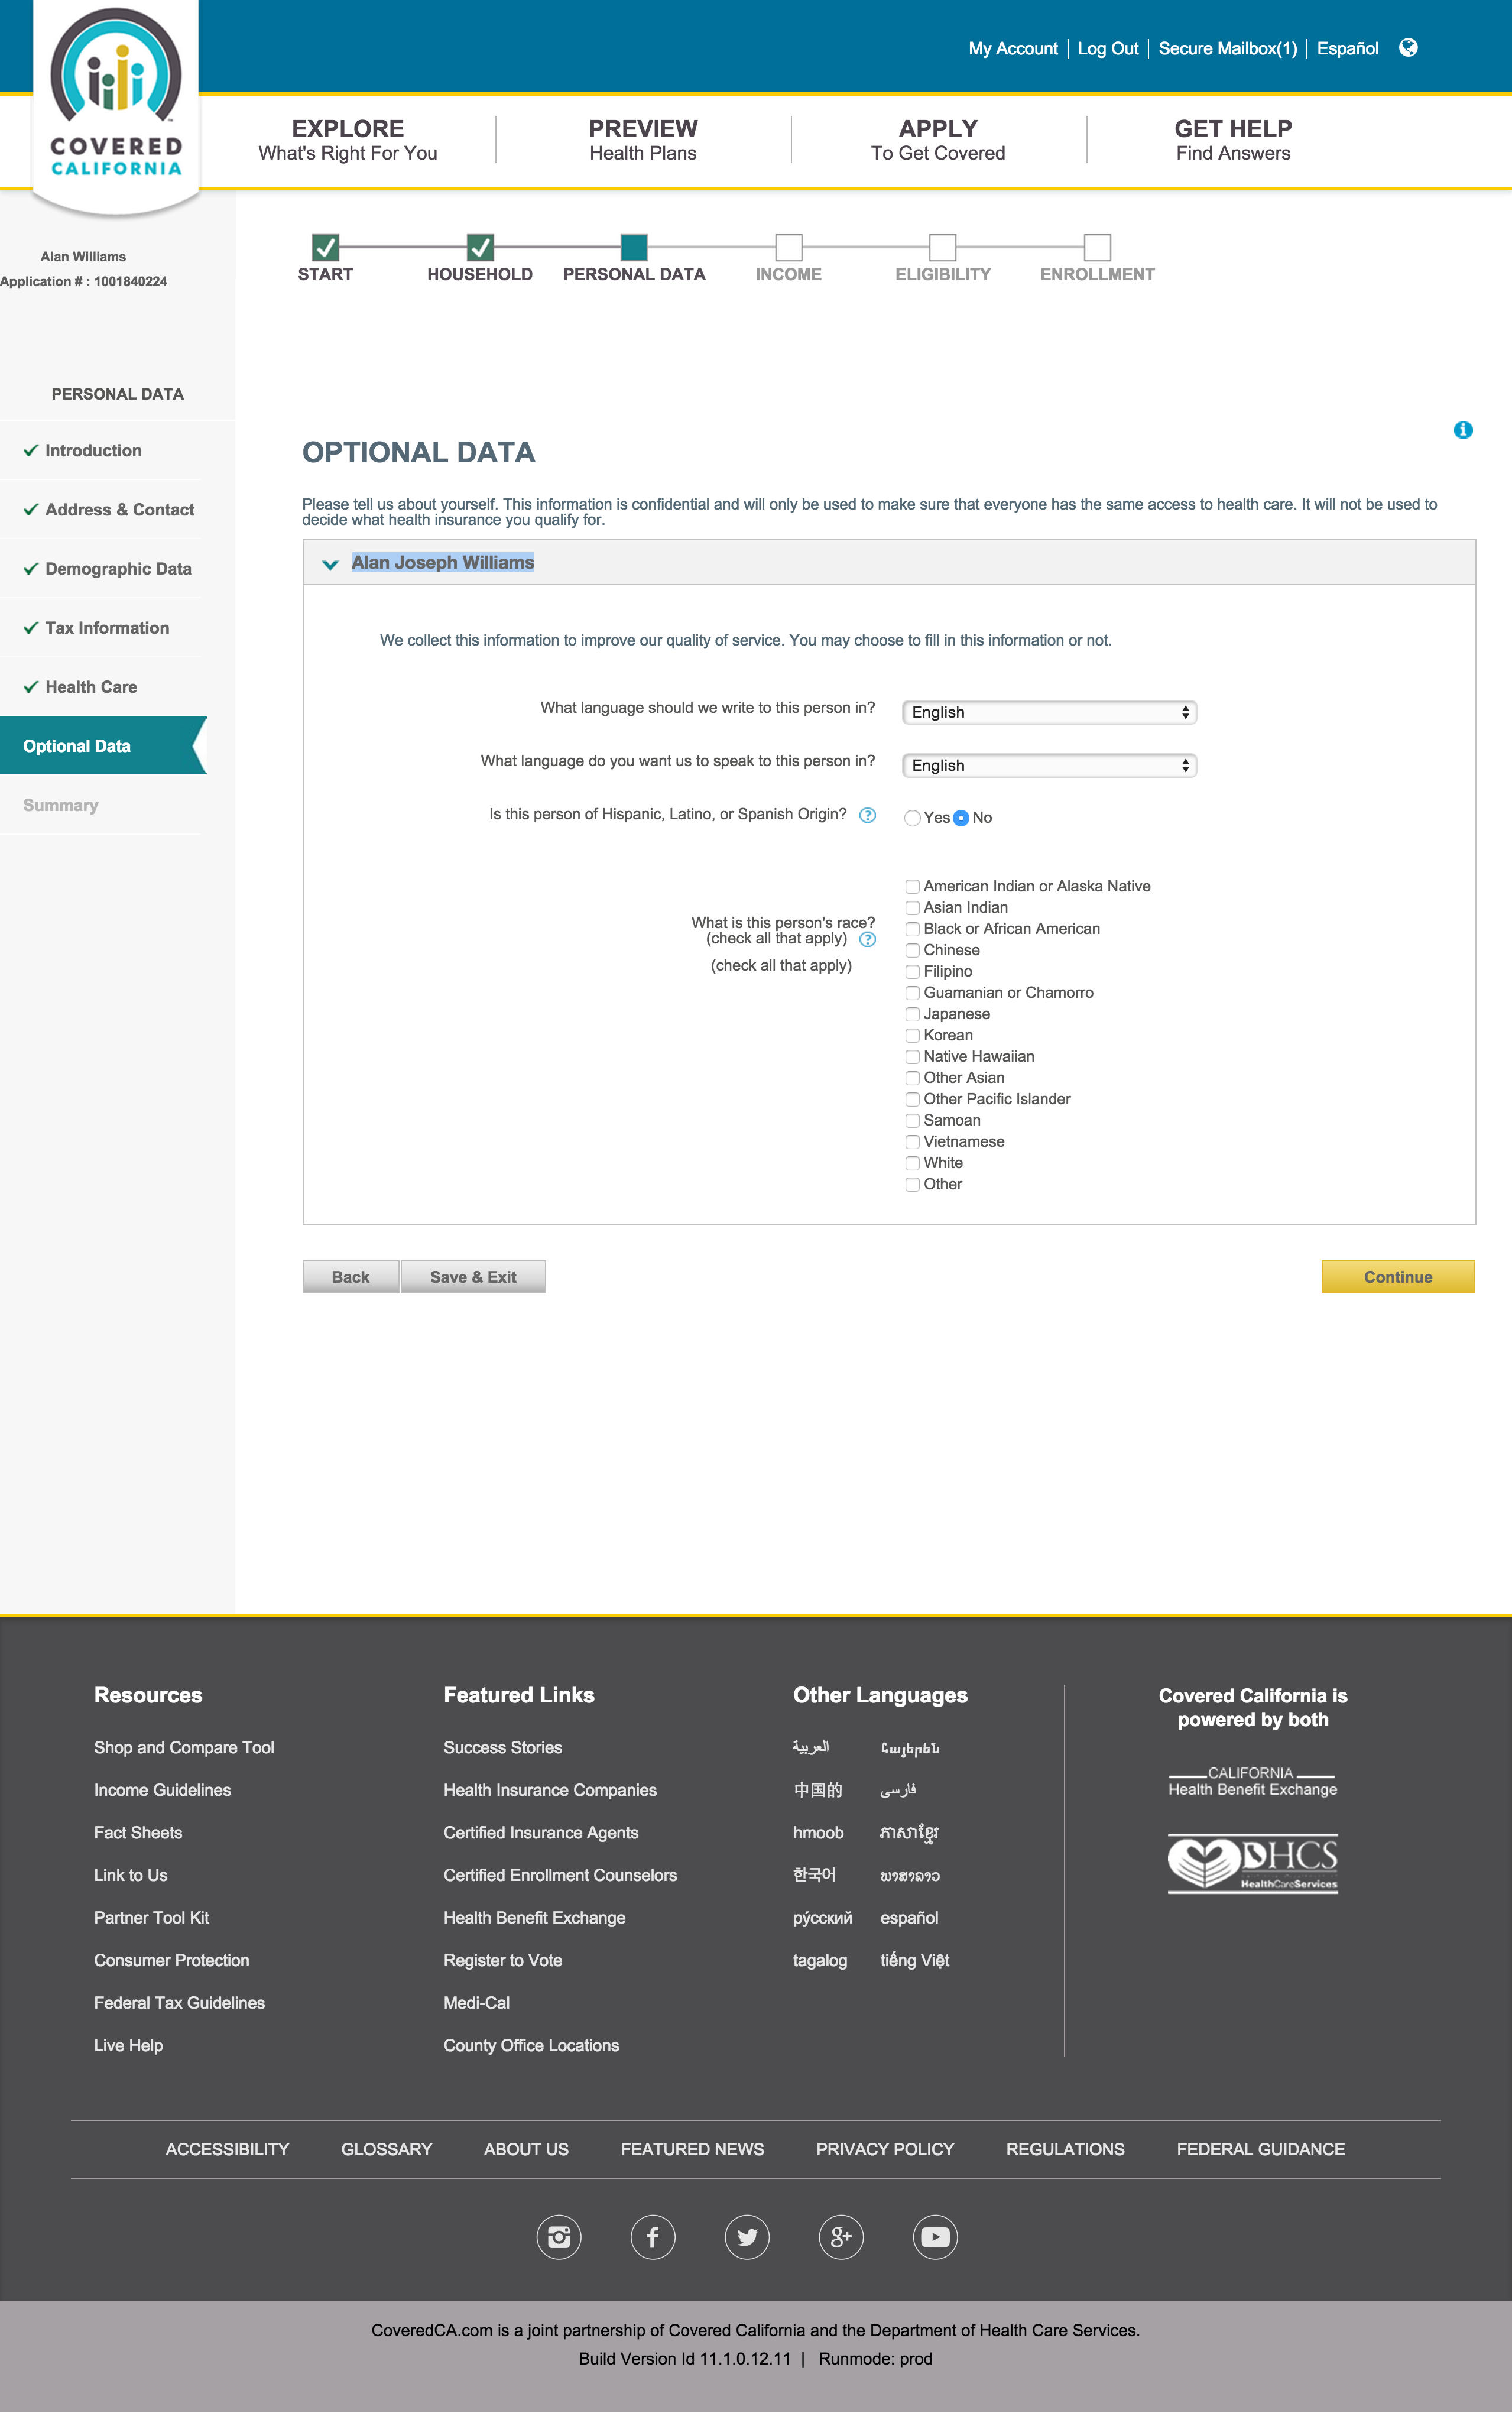 My Account | Log Out | Secure Mailbox(1) | Español
COVERED
CALIFORNIA
EXPLORE
What's Right For You
PREVIEW
Health Plans
APPLY
To Get Covered
GET HELP
Find Answers
Alan Williams
Application # : 1001840224
START
HOUSEHOLD
PERSONAL DATA
INCOME
ELIGIBILITY
ENROLLMENT
PERSONAL DATA
Introduction
Address & Contact
Demographic Data
Tax Information
Health Care
Optional Data
Summary
OPTIONAL DATA
Please tell us about yourself. This information is confidential and will only be used to make sure that everyone has the same access to health care. It will not be used to
decide what health insurance you qualify for.
Alan Joseph Williams
We collect this information to improve our quality of service. You may choose to fill in this information or not.
What language should we write to this person in? English
What language do you want us to speak to this person in? English
Is this person of Hispanic, Latino, or Spanish Origin? ? Yes No
What is this person's race?
(check all that apply) ?
(check all that apply)
American Indian or Alaska Native
Asian Indian
Black or African American
Chinese
Filipino
Guamanian or Chamorro
Japanese
Korean
Native Hawaiian
Other Asian
Other Pacific Islander
Samoan
Vietnamese
White
Other
Back
Save & Exit
Continue
Resources
Shop and Compare Tool
Income Guidelines
Fact Sheets
Link to Us
Partner Tool Kit
Consumer Protection
Federal Tax Guidelines
Live Help
Featured Links
Success Stories
Health Insurance Companies
Certified Insurance Agents
Certified Enrollment Counselors
Health Benefit Exchange
Register to Vote
Medi-Cal
County Office Locations
Other Languages
العربية Հայերեն
中国的 فارسی
hmoob ភាសាខ្មែរ
한국어 ພາສາລາວ
ру́сский español
tagalog tiếng Việt
Covered California is
powered by both
CALIFORNIA
Health Benefit Exchange
DHCS
HealthCareServices
ACCESSIBILITY GLOSSARY ABOUT US FEATURED NEWS PRIVACY POLICY REGULATIONS FEDERAL GUIDANCE
CoveredCA.com is a joint partnership of Covered California and the Department of Health Care Services.
Build Version Id 11.1.0.12.11 | Runmode: prod